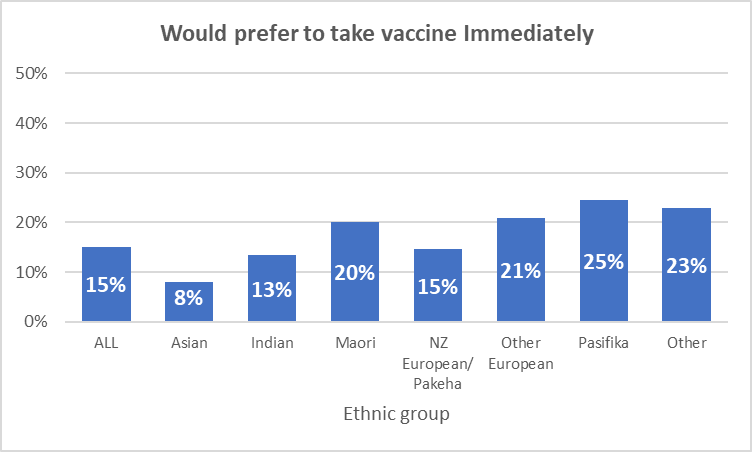 Would prefer to take vaccine Immediately
50%
40%
30%
20%
10%
0%
15%
8%
13%
20%
15%
21%
25%
23%
ALL
Asian
Indian
Maori
NZ
European/
Pakeha
Other
European
Pasifika
Other
Ethnic group